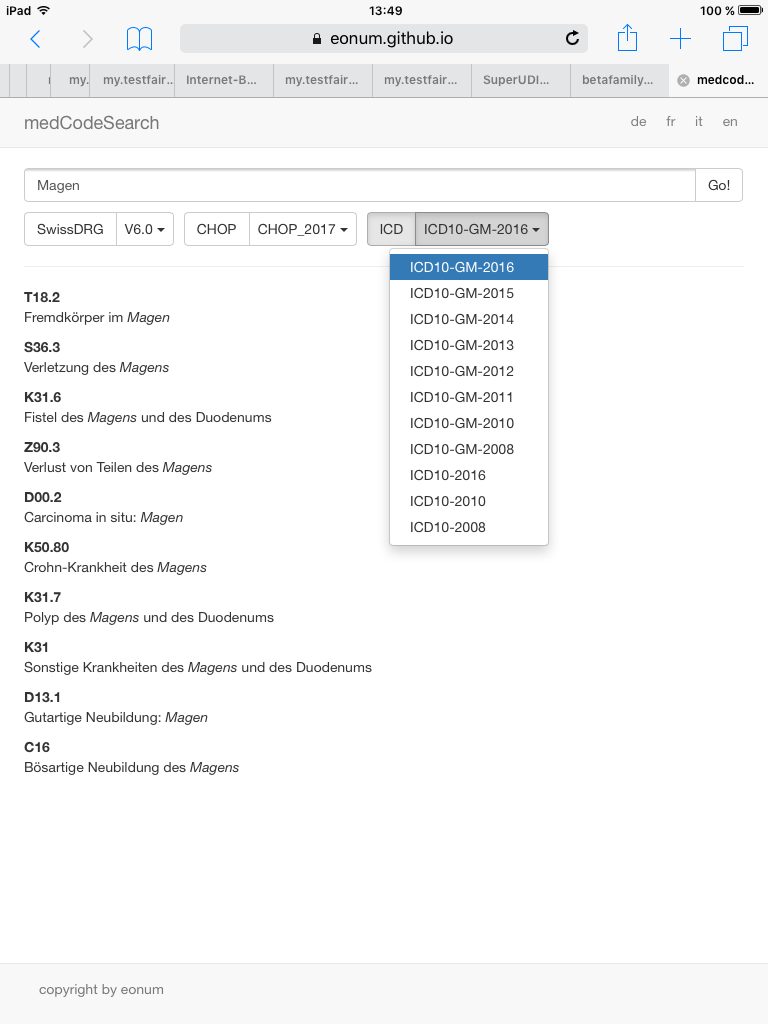 iPad 13:49 100 %
eonum.github.io
my. my.testfair.. Internet-B... my.testfair... my.testfair... SuperUDI... betafamily... medcod...
medCodeSearch de fr it en
Magen Go!
SwissDRG V6.0 CHOP CHOP_2017 ICD ICD10-GM-2016
ICD10-GM-2016
ICD10-GM-2015
ICD10-GM-2014
ICD10-GM-2013
ICD10-GM-2012
ICD10-GM-2011
ICD10-GM-2010
ICD10-GM-2008
ICD10-2016
ICD10-2010
ICD10-2008
T18.2
Fremdkörper im Magen
S36.3
Verletzung des Magens
K31.6
Fistel des Magens und des Duodenums
Z90.3
Verlust von Teilen des Magens
D00.2
Carcinoma in situ: Magen
K50.80
Crohn-Krankheit des Magens
K31.7
Polyp des Magens und des Duodenums
K31
Sonstige Krankheiten des Magens und des Duodenums
D13.1
Gutartige Neubildung: Magen
C16
Bösartige Neubildung des Magens
copyright by eonum